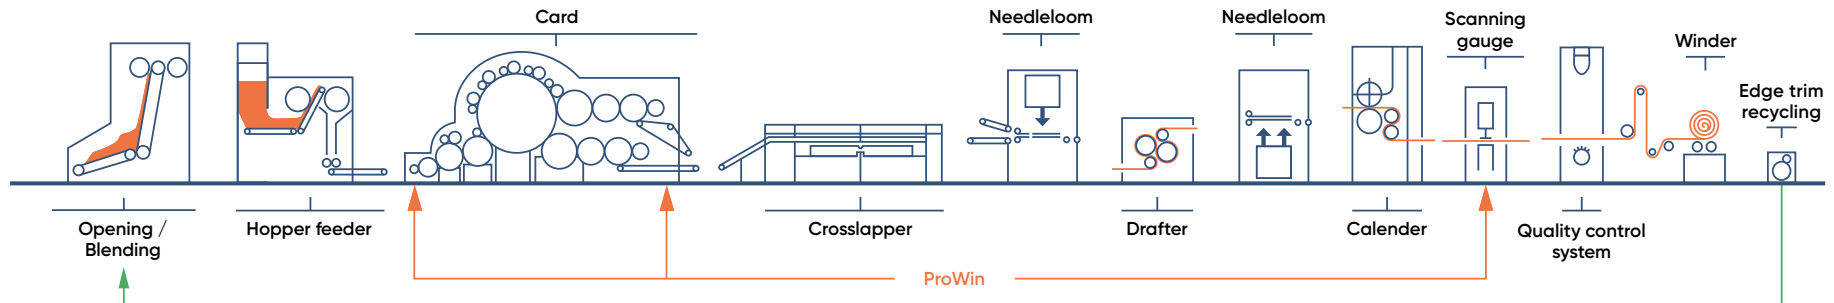 Card
Needleloom
Needleloom
Scanning
gauge
Winder
Edge trim
recycling
Opening /
Blending
Hopper feeder
Crosslapper
Drafter
Calender
Quality control
system
ProWin